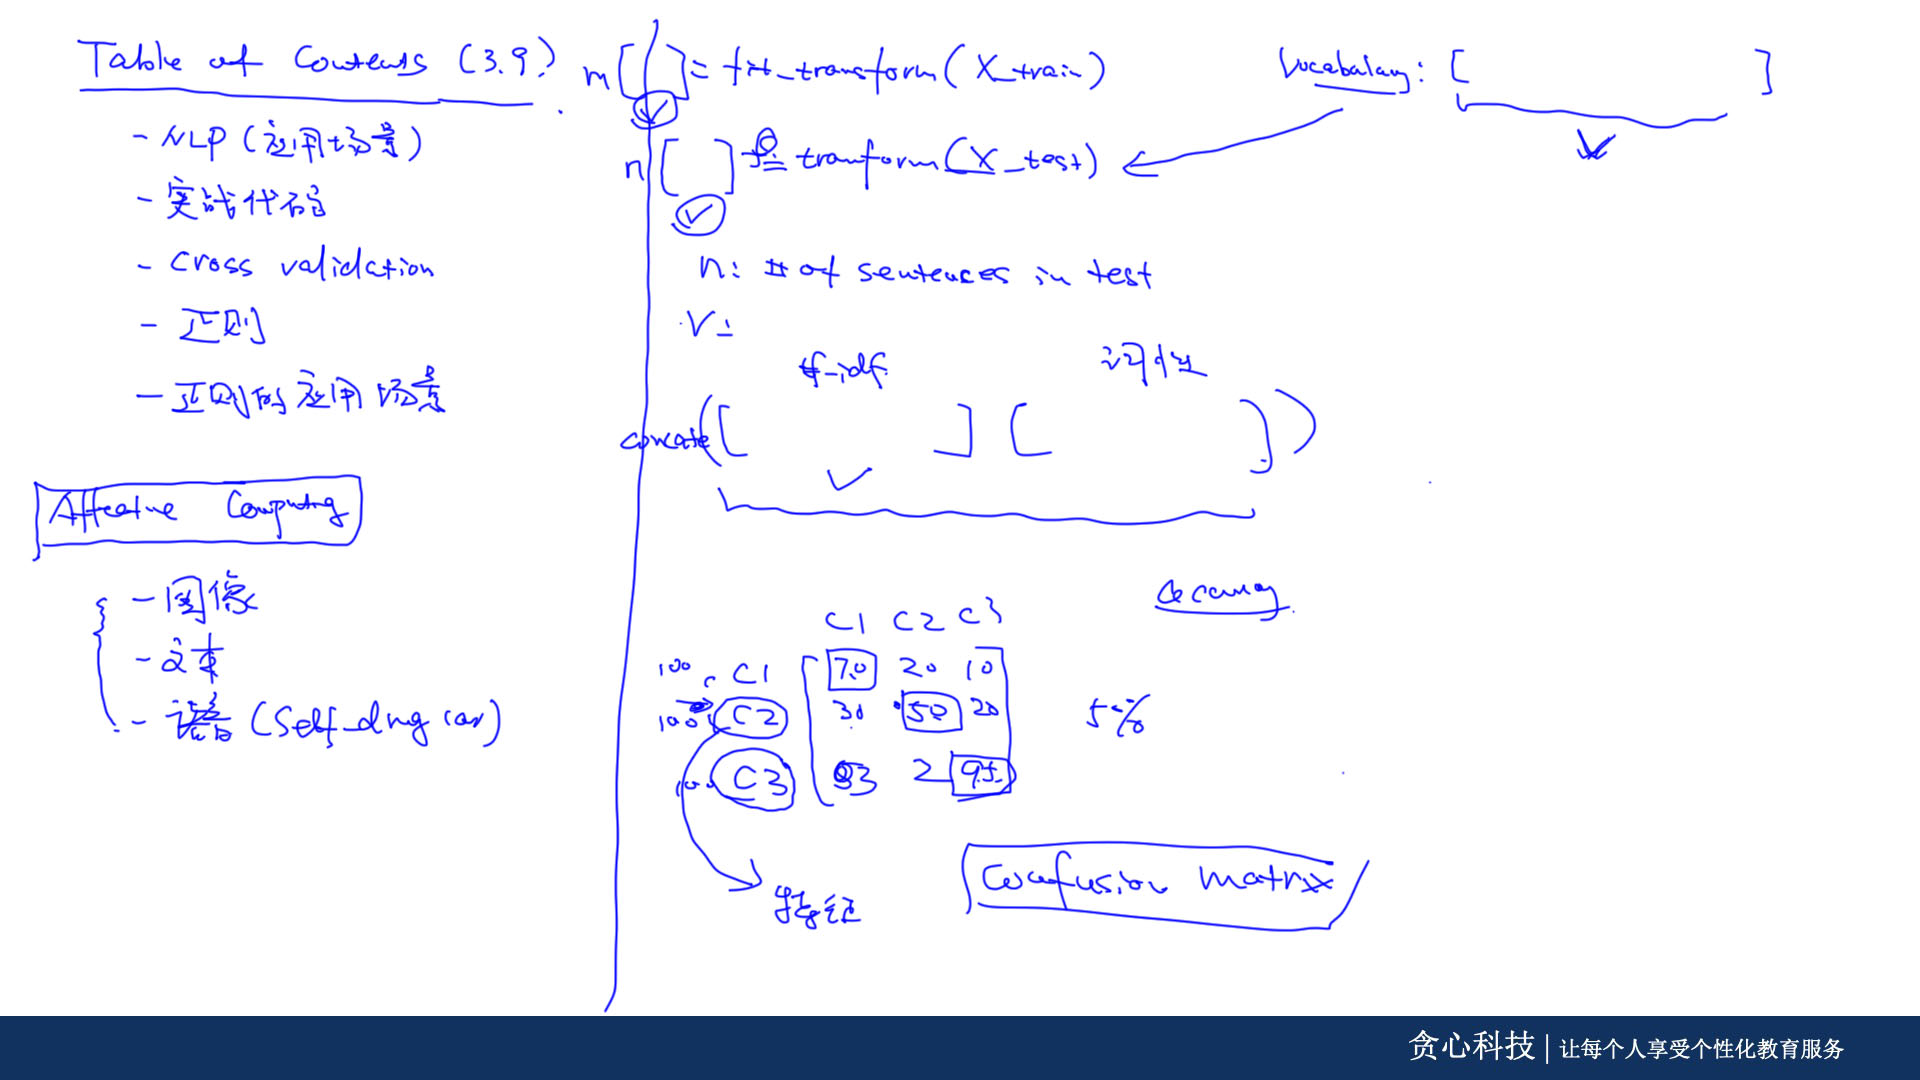 Table of Contents (3.9)
- NLP (应用场景)
- 实战代码
- cross validation
- 正则
- 正则的应用场景
Affective Computing
- 图像
- 文本
- 语音 (Self-drvg car)
m [ ] = fit_transform(X_train)
n [ ] = tranform(X_test)
Vocabulary: [ ]
n: # of sentences in test
V:
tf-idf 词性
concate([ ] [ ])
accuracy
C1 C2 C3
100 C1 70 20 10
100 C2 30 50 20
100 C3 3 2 95
特征
Confusion matrix
贪心科技 | 让每个人享受个性化教育服务